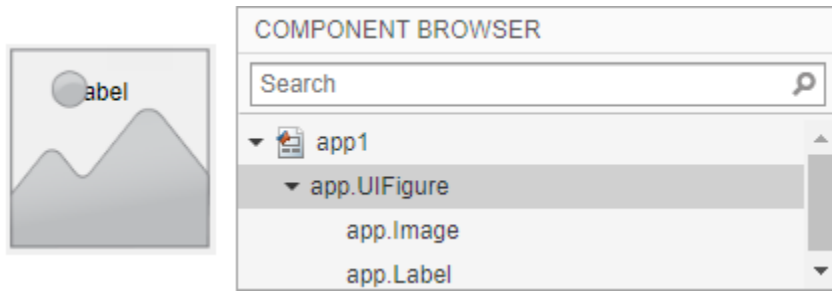 abel
COMPONENT BROWSER
Search
app1
app.UIFigure
app.Image
app.Label